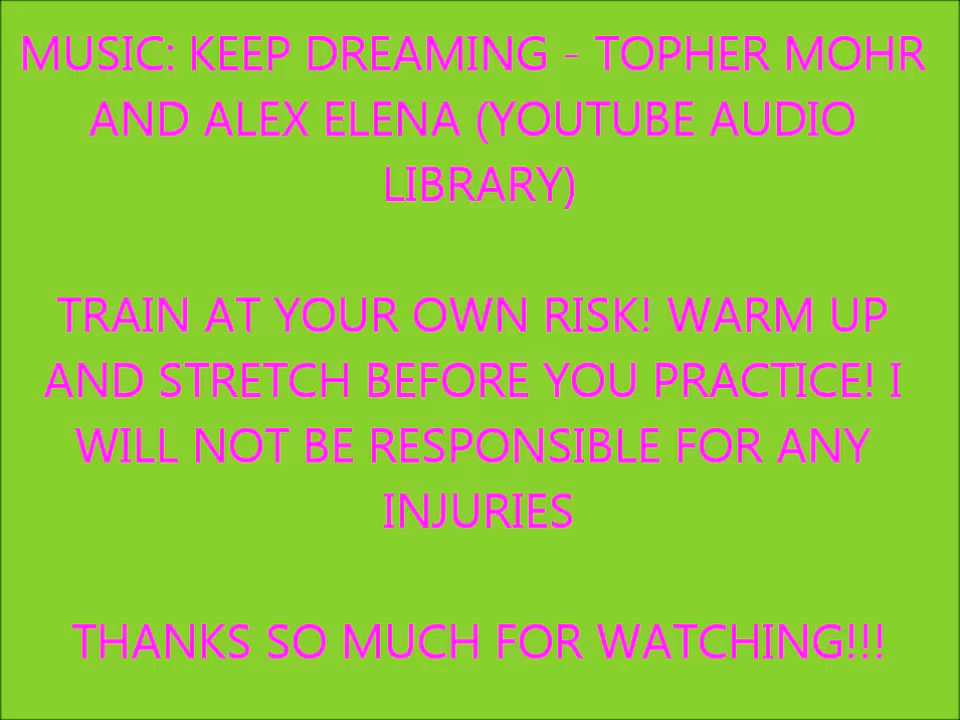 MUSIC: KEEP DREAMING - TOPHER MOHR
AND ALEX ELENA (YOUTUBE AUDIO
LIBRARY)
TRAIN AT YOUR OWN RISK! WARM UP
AND STRETCH BEFORE YOU PRACTICE! I
WILL NOT BE RESPONSIBLE FOR ANY
INJURIES
THANKS SO MUCH FOR WATCHING!!!